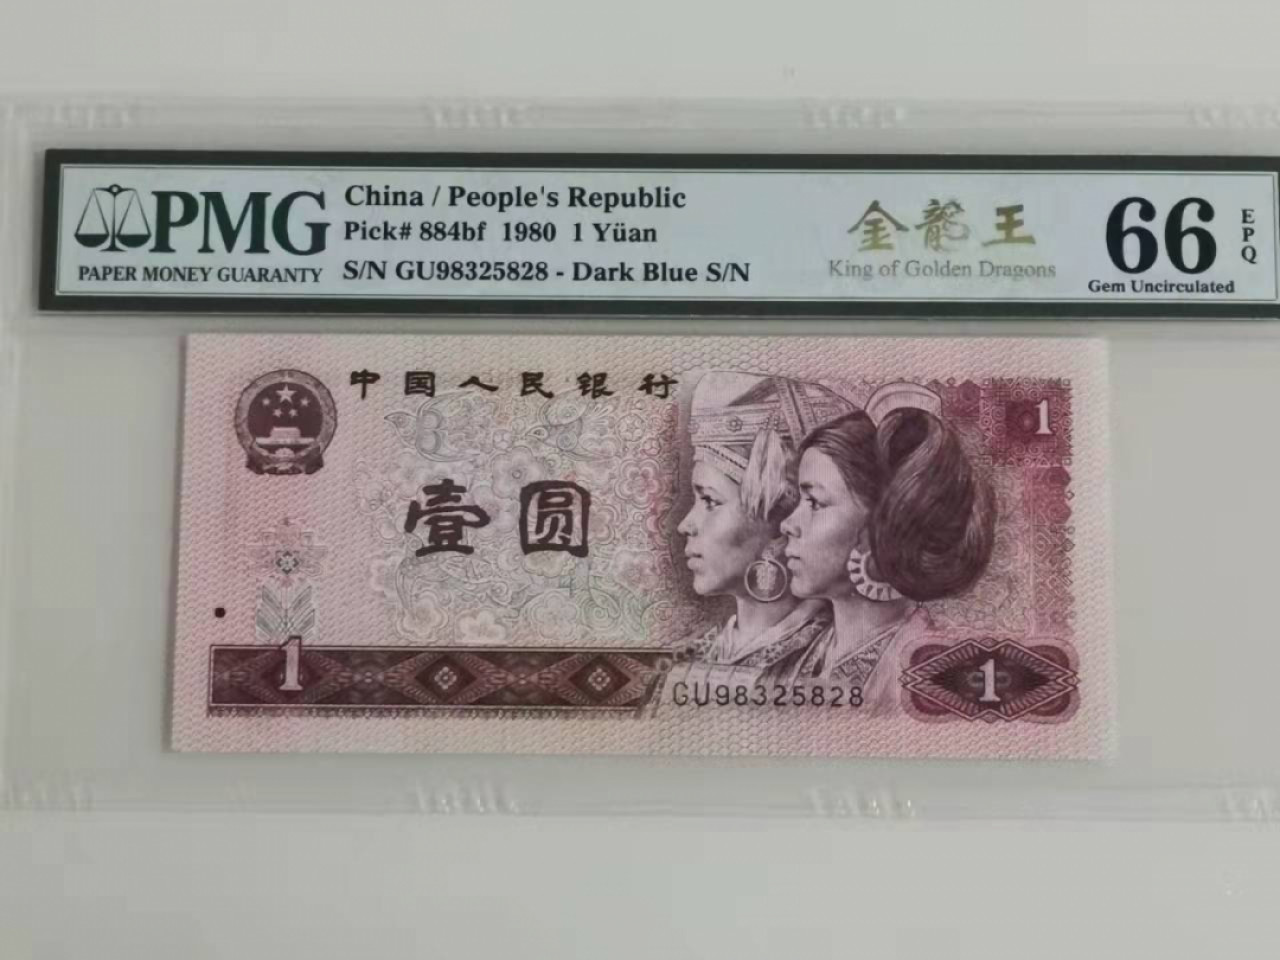 PMG
PAPER MONEY GUARANTY
China / People's Republic
Pick# 884bf 1980 1 Yüan
S/N GU98325828 - Dark Blue S/N
金龍王
King of Golden Dragons
66
EPQ
Gem Uncirculated
中国人民银行
1
壹圆
1
GU98325828
1